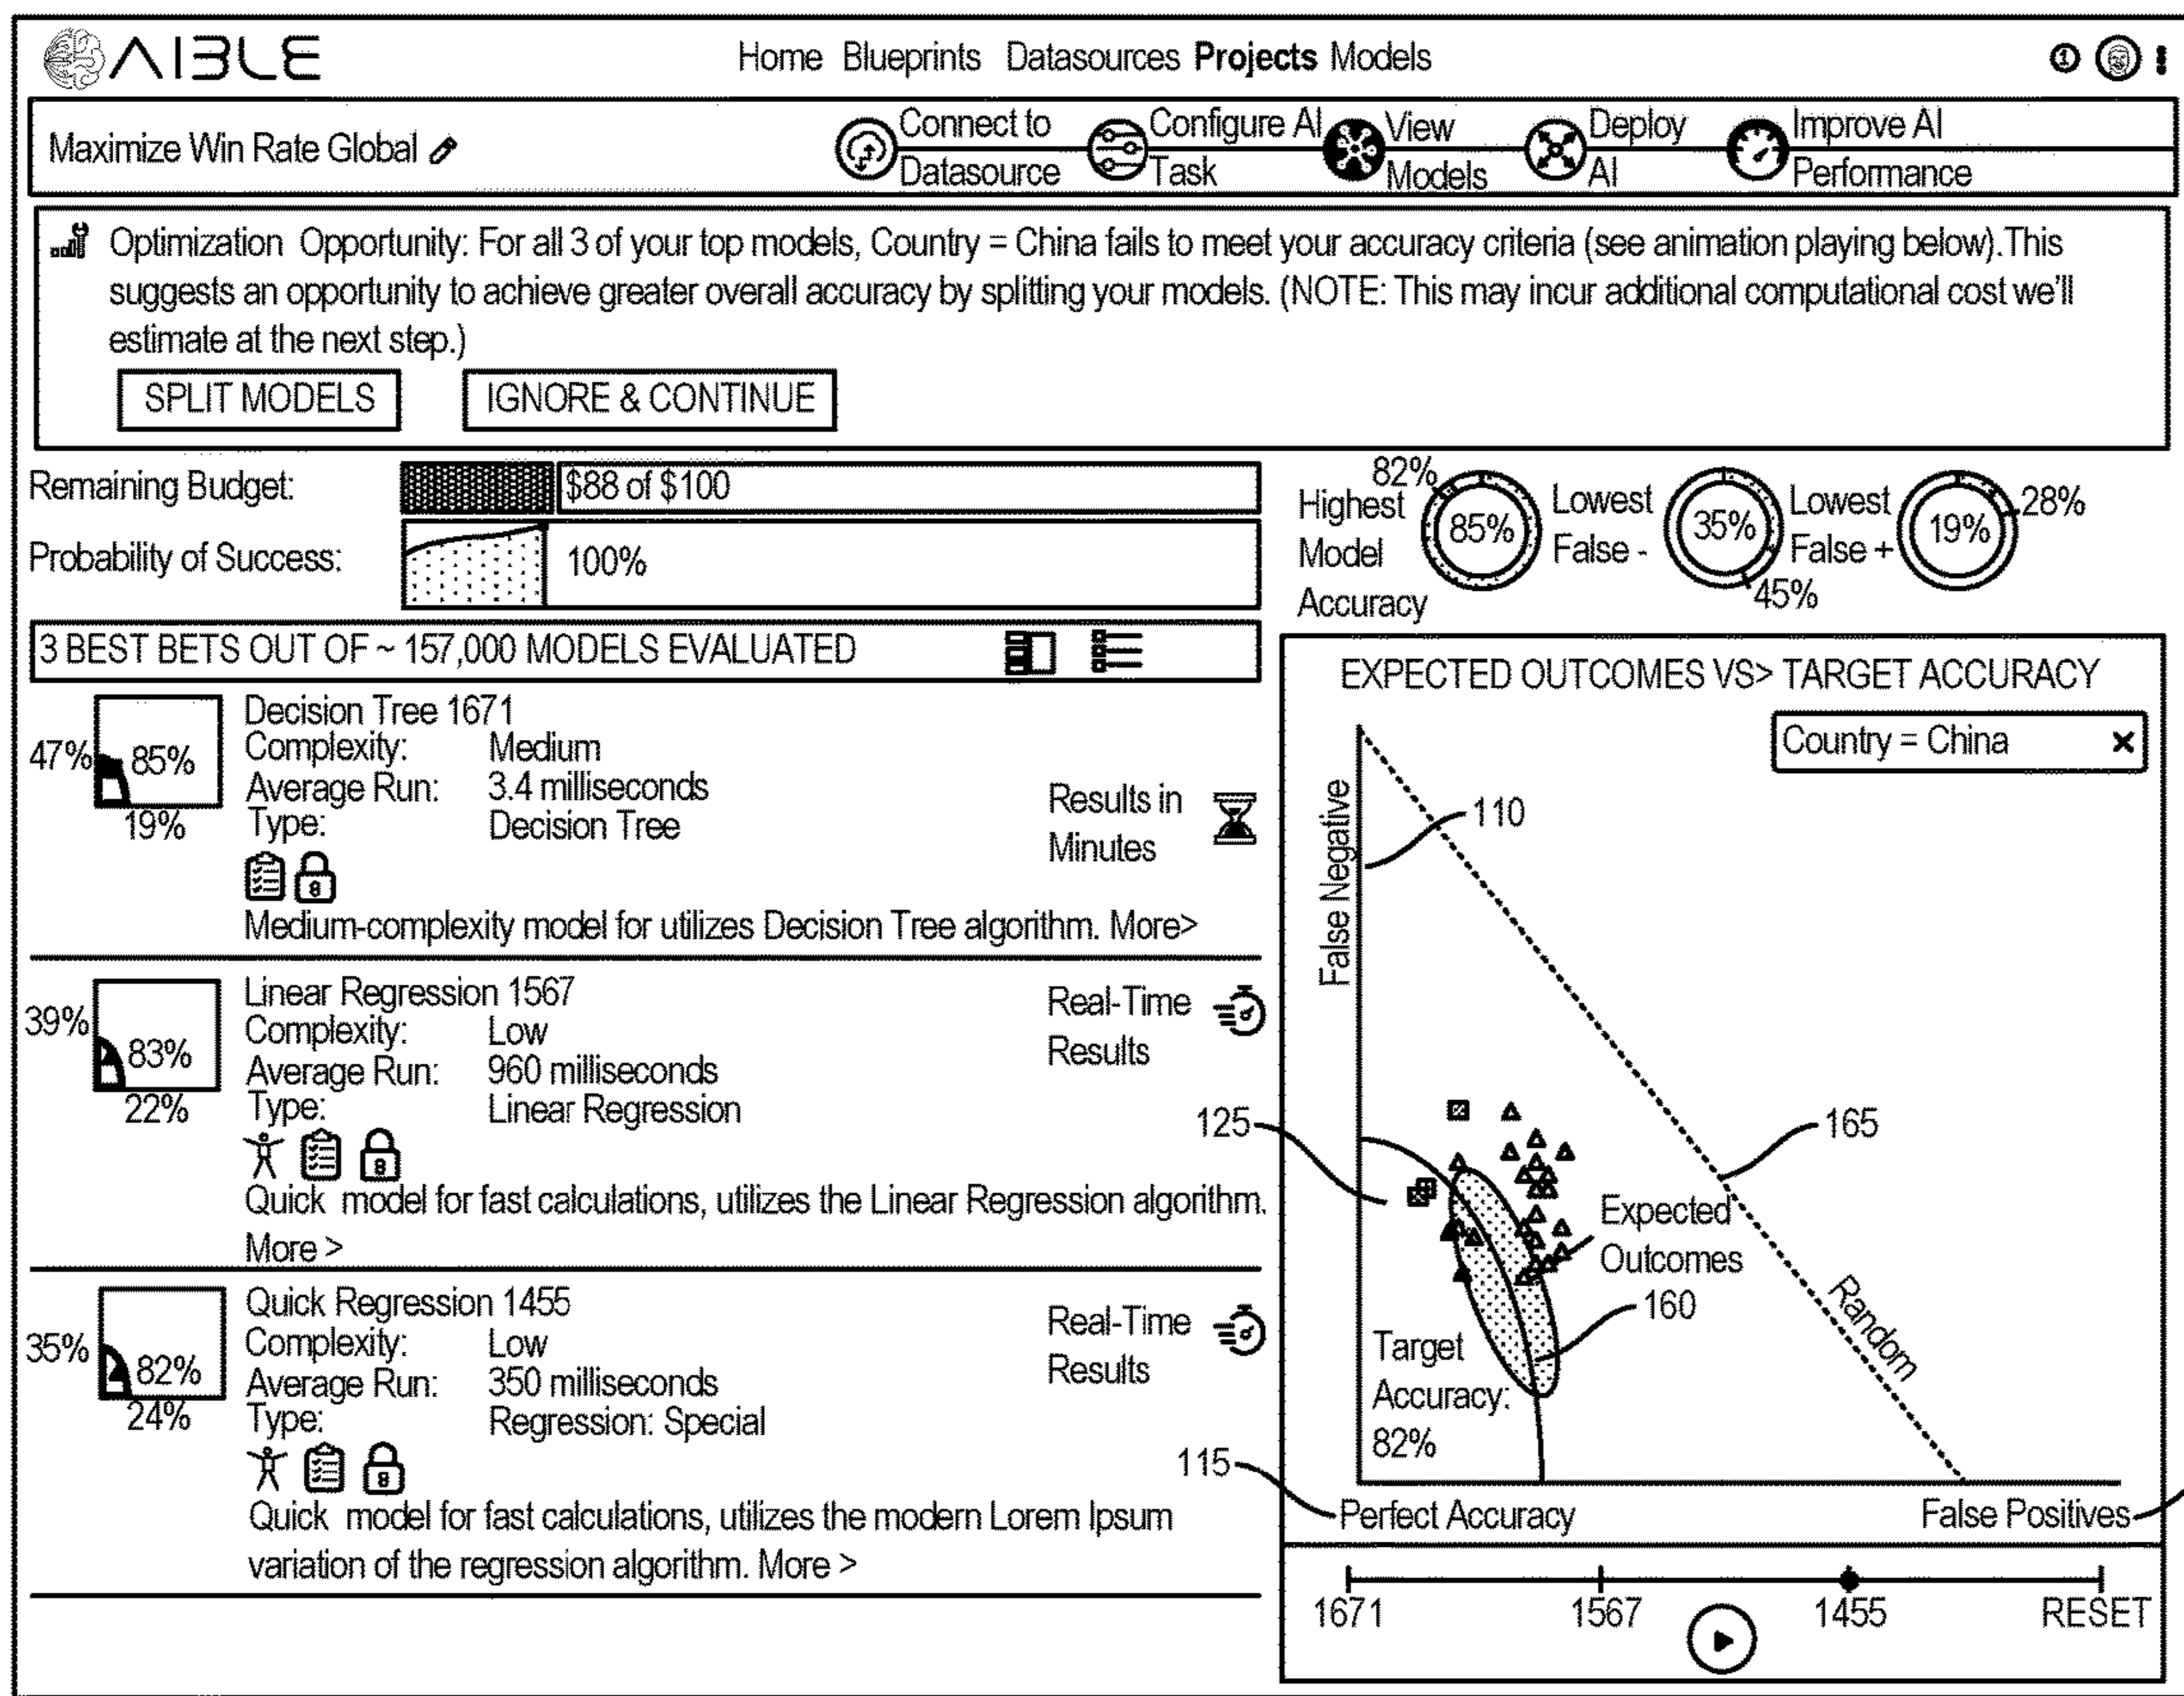 AIBLE
Home Blueprints Datasources Projects Models
1
Maximize Win Rate Global
Connect to Datasource
Configure AI Task
View Models
Deploy AI
Improve AI Performance
Optimization Opportunity: For all 3 of your top models, Country = China fails to meet your accuracy criteria (see animation playing below).This
suggests an opportunity to achieve greater overall accuracy by splitting your models. (NOTE: This may incur additional computational cost we'll
estimate at the next step.)
SPLIT MODELS
IGNORE & CONTINUE
Remaining Budget:
$88 of $100
Probability of Success:
100%
82%
Highest
Model
Accuracy
85%
Lowest
False -
35%
45%
Lowest
False +
19%
28%
3 BEST BETS OUT OF ~ 157,000 MODELS EVALUATED
47%
85%
19%
Decision Tree 1671
Complexity: Medium
Average Run: 3.4 milliseconds
Type: Decision Tree
Results in
Minutes
8
Medium-complexity model for utilizes Decision Tree algorithm. More>
39%
83%
22%
Linear Regression 1567
Complexity: Low
Average Run: 960 milliseconds
Type: Linear Regression
Real-Time
Results
8
Quick model for fast calculations, utilizes the Linear Regression algorithm.
More >
35%
82%
24%
Quick Regression 1455
Complexity: Low
Average Run: 350 milliseconds
Type: Regression: Special
Real-Time
Results
8
Quick model for fast calculations, utilizes the modern Lorem Ipsum
variation of the regression algorithm. More >
EXPECTED OUTCOMES VS> TARGET ACCURACY
Country = China
False Negative
110
125
165
Expected
Outcomes
160
Random
Target
Accuracy:
82%
115
Perfect Accuracy
False Positives
1671
1567
1455
RESET